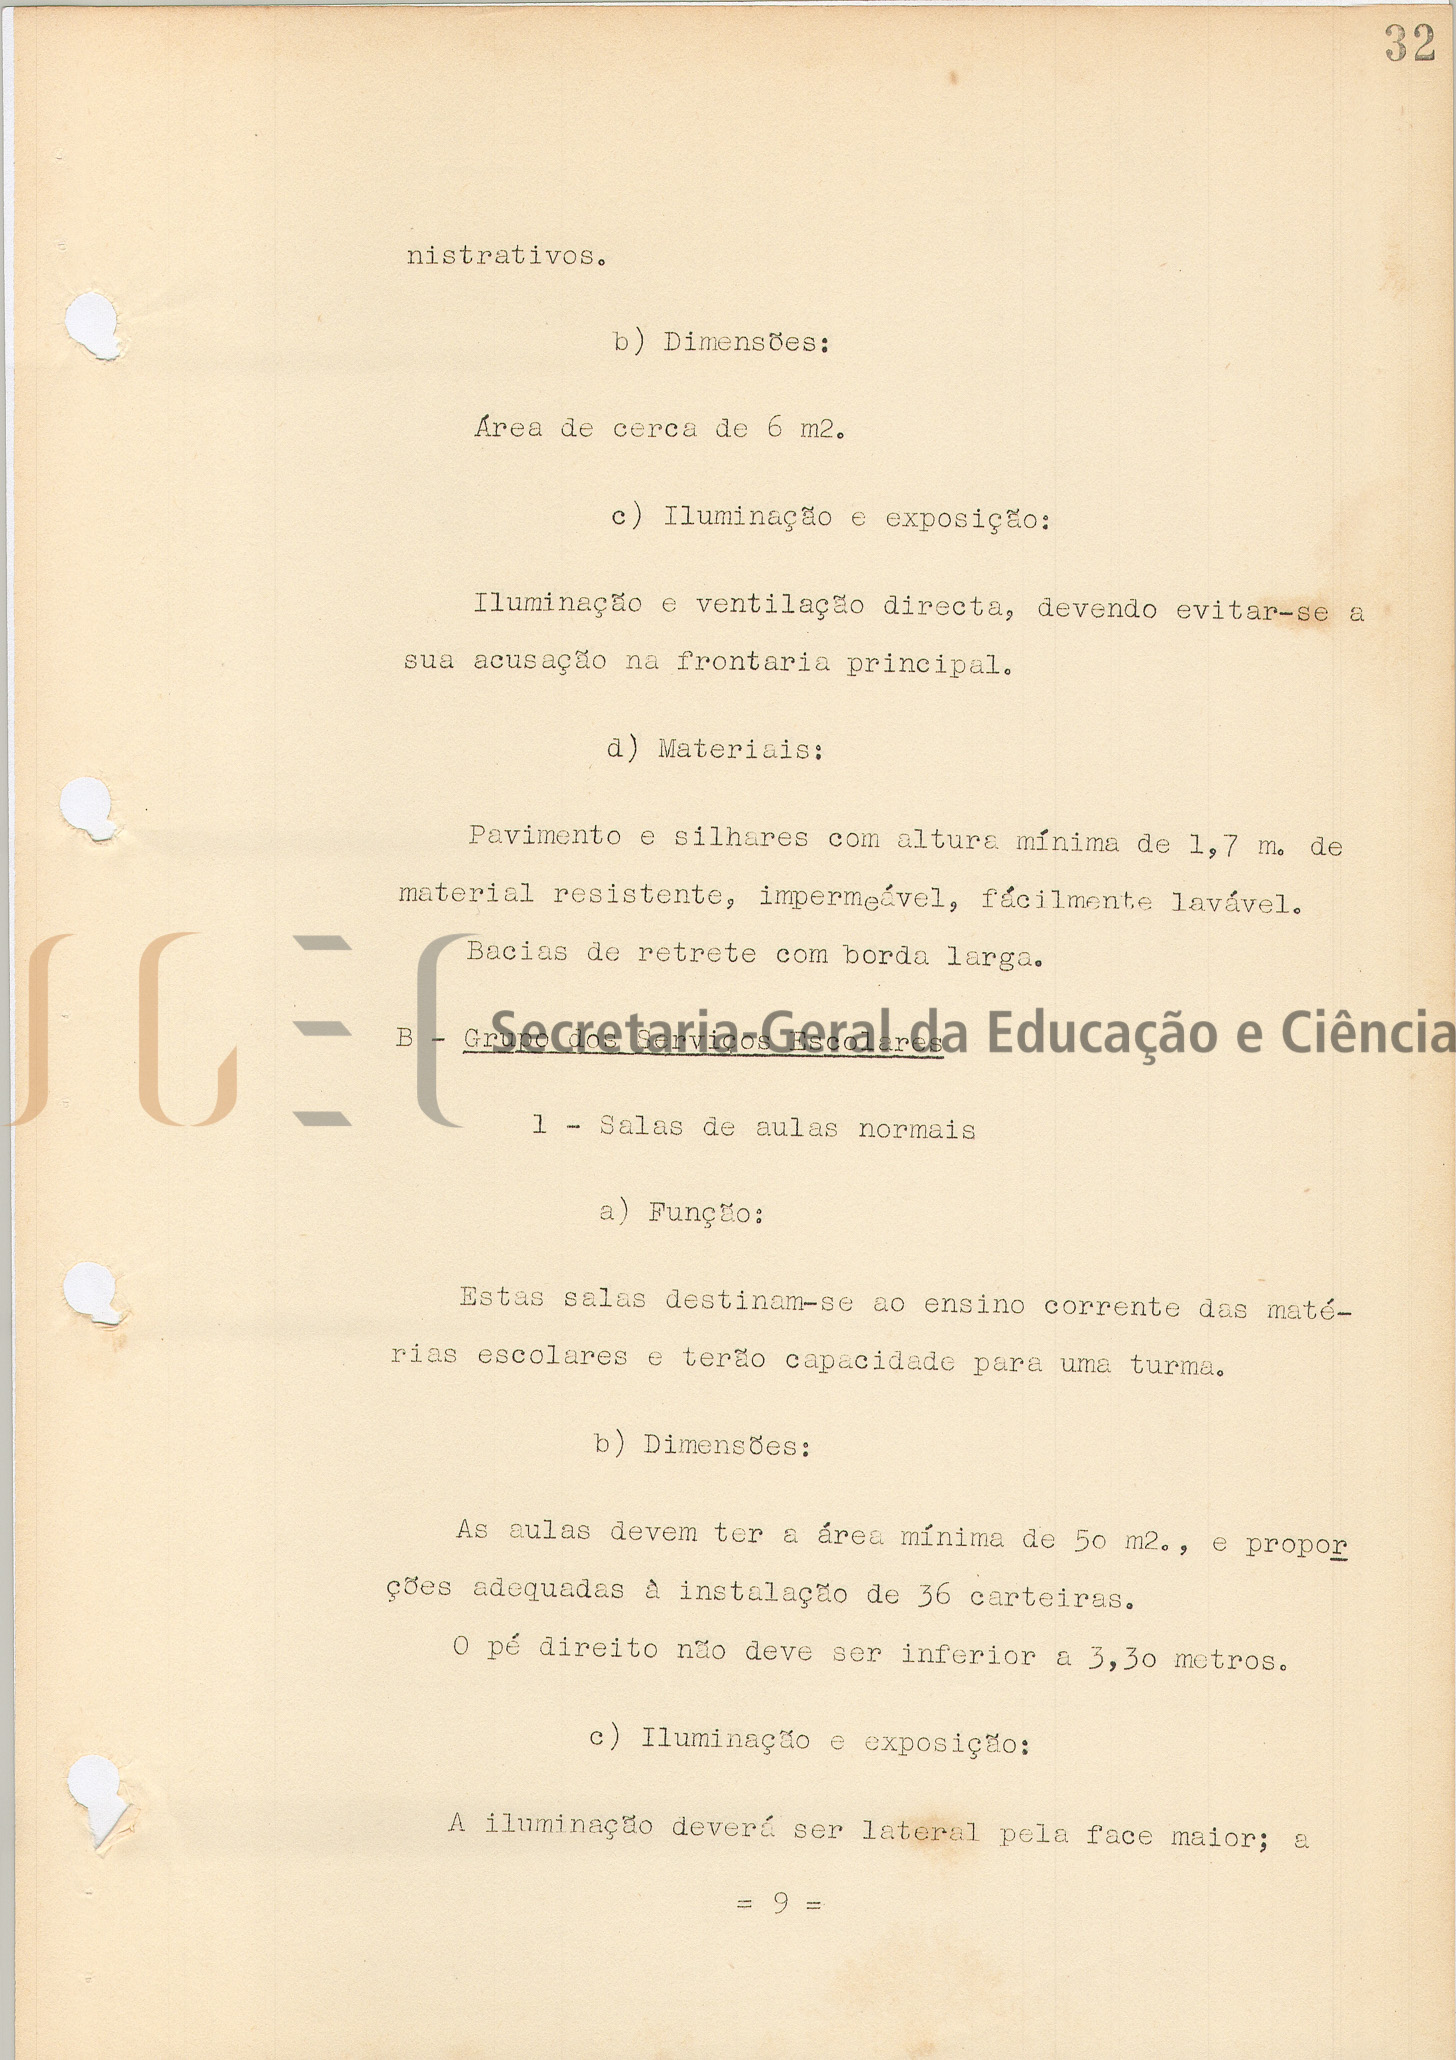 32
nistrativos.
b) Dimensões:
Área de cerca de 6 m2.
c) Iluminação e exposição:
Iluminação e ventilação directa, devendo evitar-se a
sua acusação na frontaria principal.
d) Materiais:
Pavimento e silhares com altura mínima de 1,7 m. de
material resistente, impermeável, fácilmente lavável.
Bacias de retrete com borda larga.
B - Grupo dos Serviços Escolares
SGEC Secretaria-Geral da Educação e Ciência
1 - Salas de aulas normais
a) Função:
Estas salas destinam-se ao ensino corrente das maté-
rias escolares e terão capacidade para uma turma.
b) Dimensões:
As aulas devem ter a área mínima de 50 m2., e propor
ções adequadas à instalação de 36 carteiras.
O pé direito não deve ser inferior a 3,30 metros.
c) Iluminação e exposição:
A iluminação deverá ser lateral pela face maior; a
= 9 =